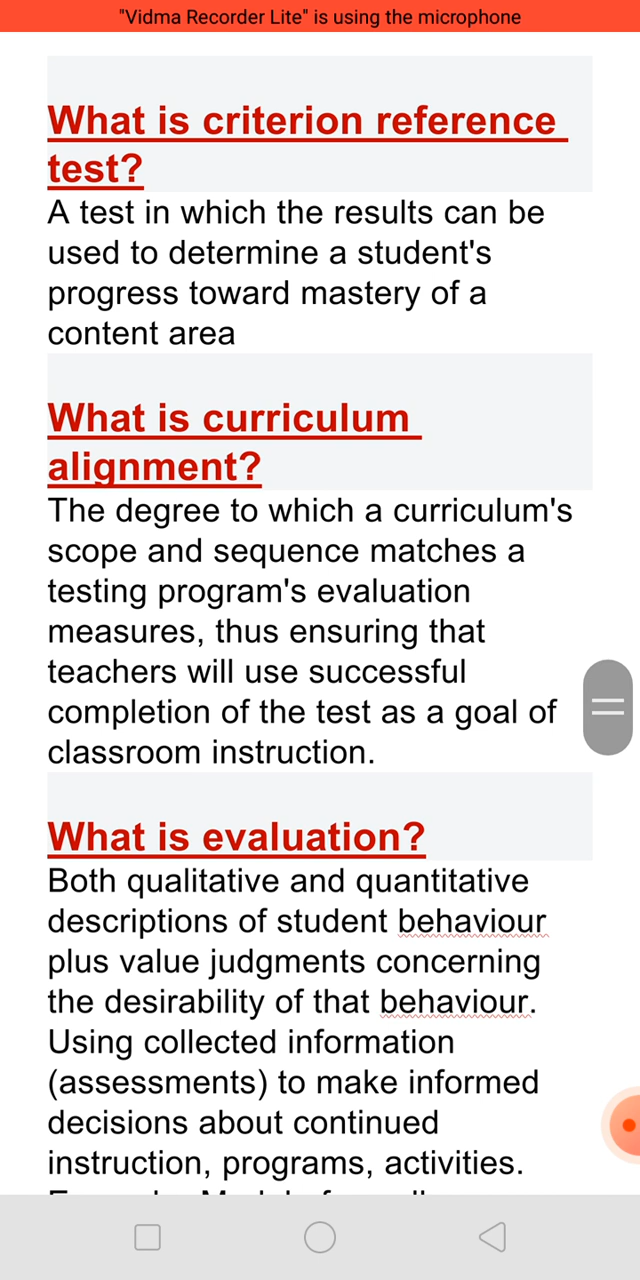 "Vidma Recorder Lite" is using the microphone
What is criterion reference
test?
A test in which the results can be
used to determine a student's
progress toward mastery of a
content area
What is curriculum
alignment?
The degree to which a curriculum's
scope and sequence matches a
testing program's evaluation
measures, thus ensuring that
teachers will use successful
completion of the test as a goal of
classroom instruction.
What is evaluation?
Both qualitative and quantitative
descriptions of student behaviour
plus value judgments concerning
the desirability of that behaviour.
Using collected information
(assessments) to make informed
decisions about continued
instruction, programs, activities.